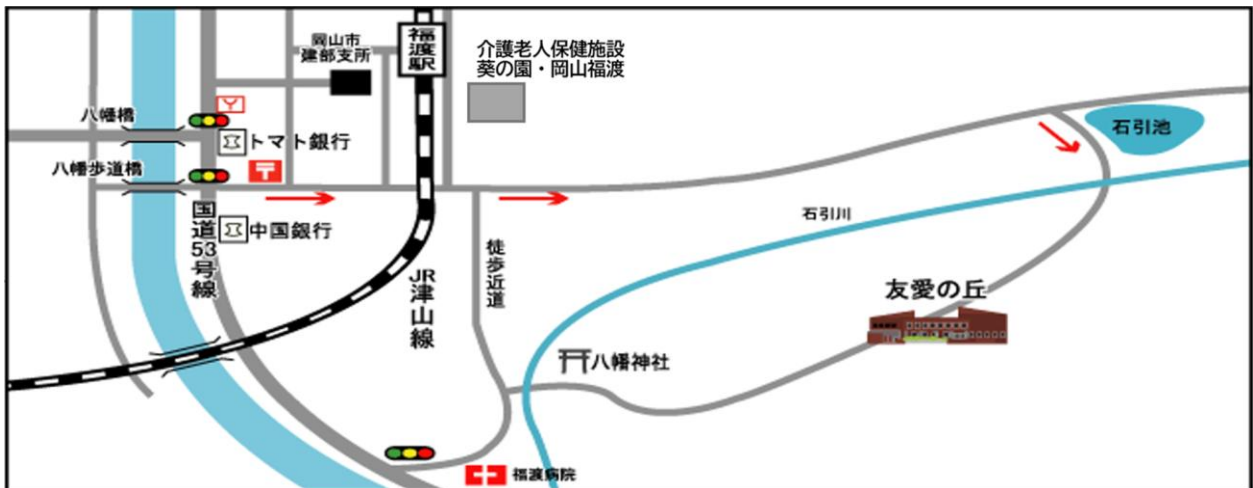 福渡駅
岡山市
建部支所
介護老人保健施設
葵の園・岡山福渡
八幡橋
トマト銀行
石引池
八幡歩道橋
国道53号線
中国銀行
石引川
徒歩近道
JR津山線
友愛の丘
八幡神社
福渡病院